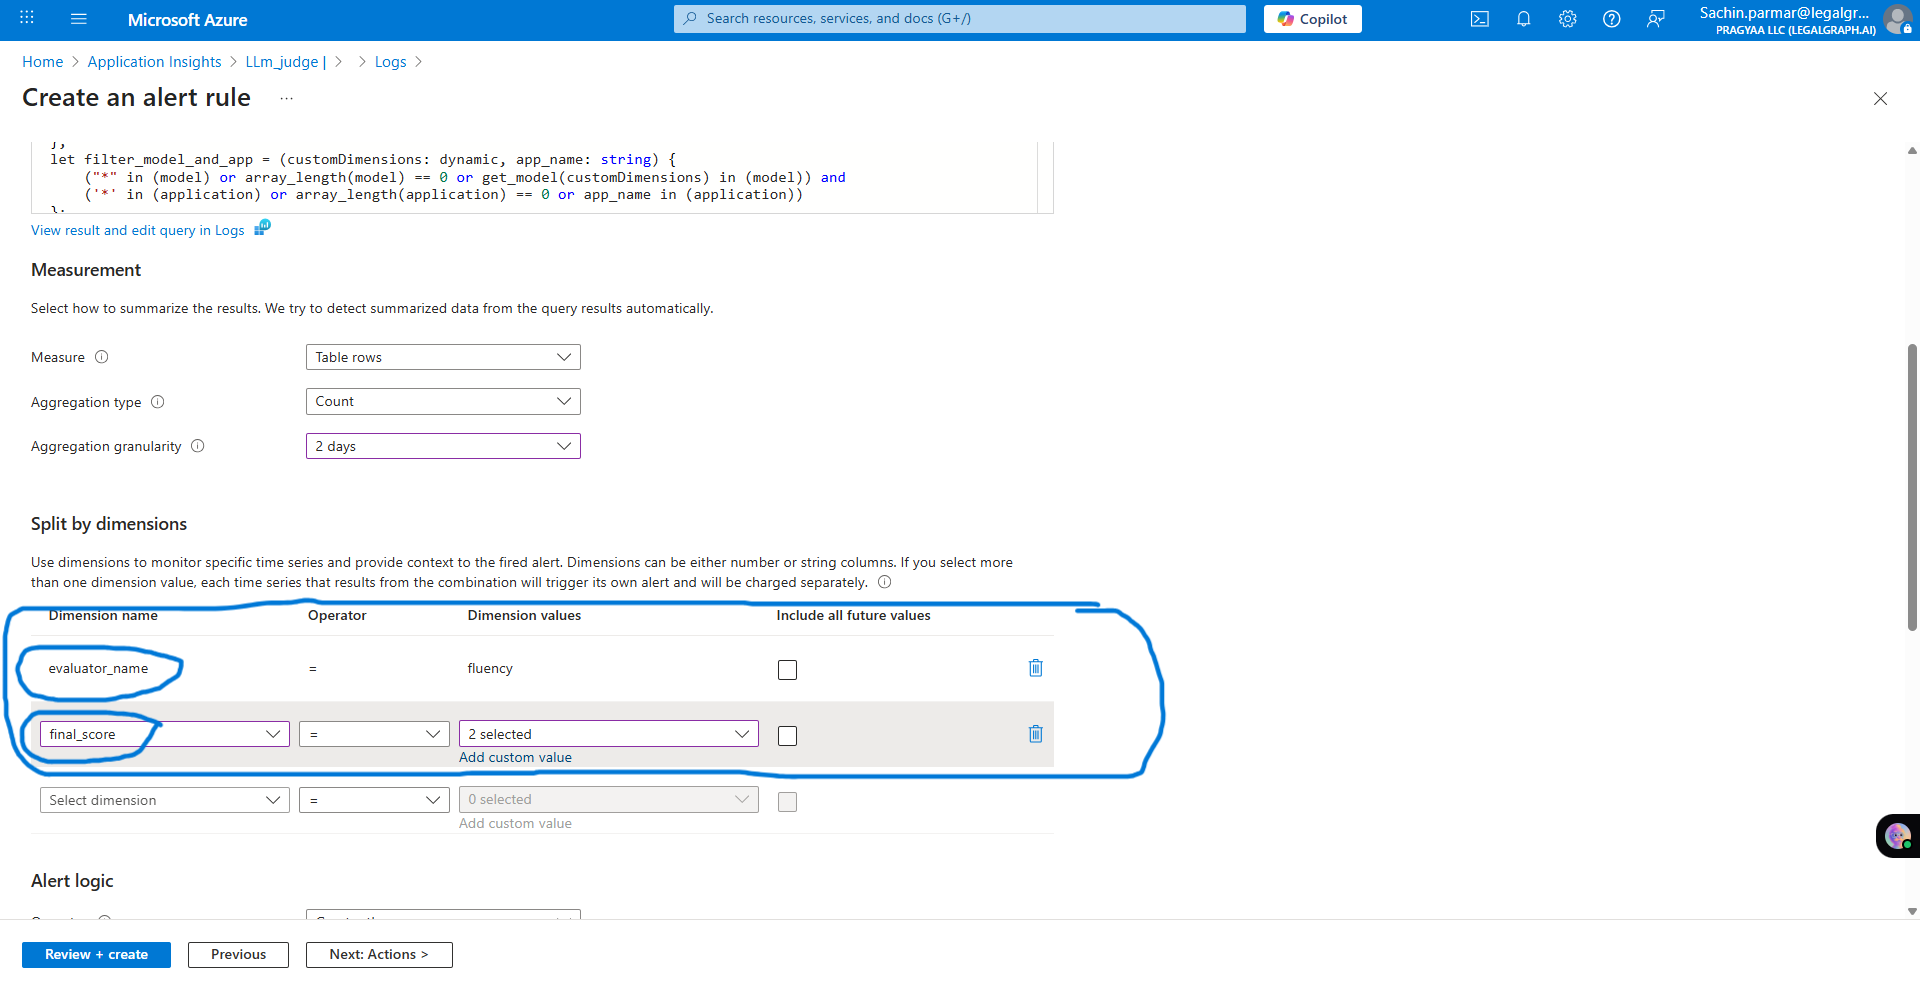 Microsoft Azure
Search resources, services, and docs (G+/)
Copilot
Sachin.parmar@legalgr...
PRAGYAA LLC (LEGALGRAPH.AI)
Home > Application Insights > LLm_judge | > > Logs >
Create an alert rule ...
let filter_model_and_app = (customDimensions: dynamic, app_name: string) {
("*" in (model) or array_length(model) == 0 or get_model(customDimensions) in (model)) and
('*' in (application) or array_length(application) == 0 or app_name in (application))
};
View result and edit query in Logs
Measurement
Select how to summarize the results. We try to detect summarized data from the query results automatically.
Measure
Table rows
Aggregation type
Count
Aggregation granularity
2 days
Split by dimensions
Use dimensions to monitor specific time series and provide context to the fired alert. Dimensions can be either number or string columns. If you select more
than one dimension value, each time series that results from the combination will trigger its own alert and will be charged separately.
Dimension name Operator Dimension values Include all future values
evaluator_name = fluency
final_score = 2 selected
Add custom value
Select dimension = 0 selected
Add custom value
Alert logic
Review + create
Previous
Next: Actions >